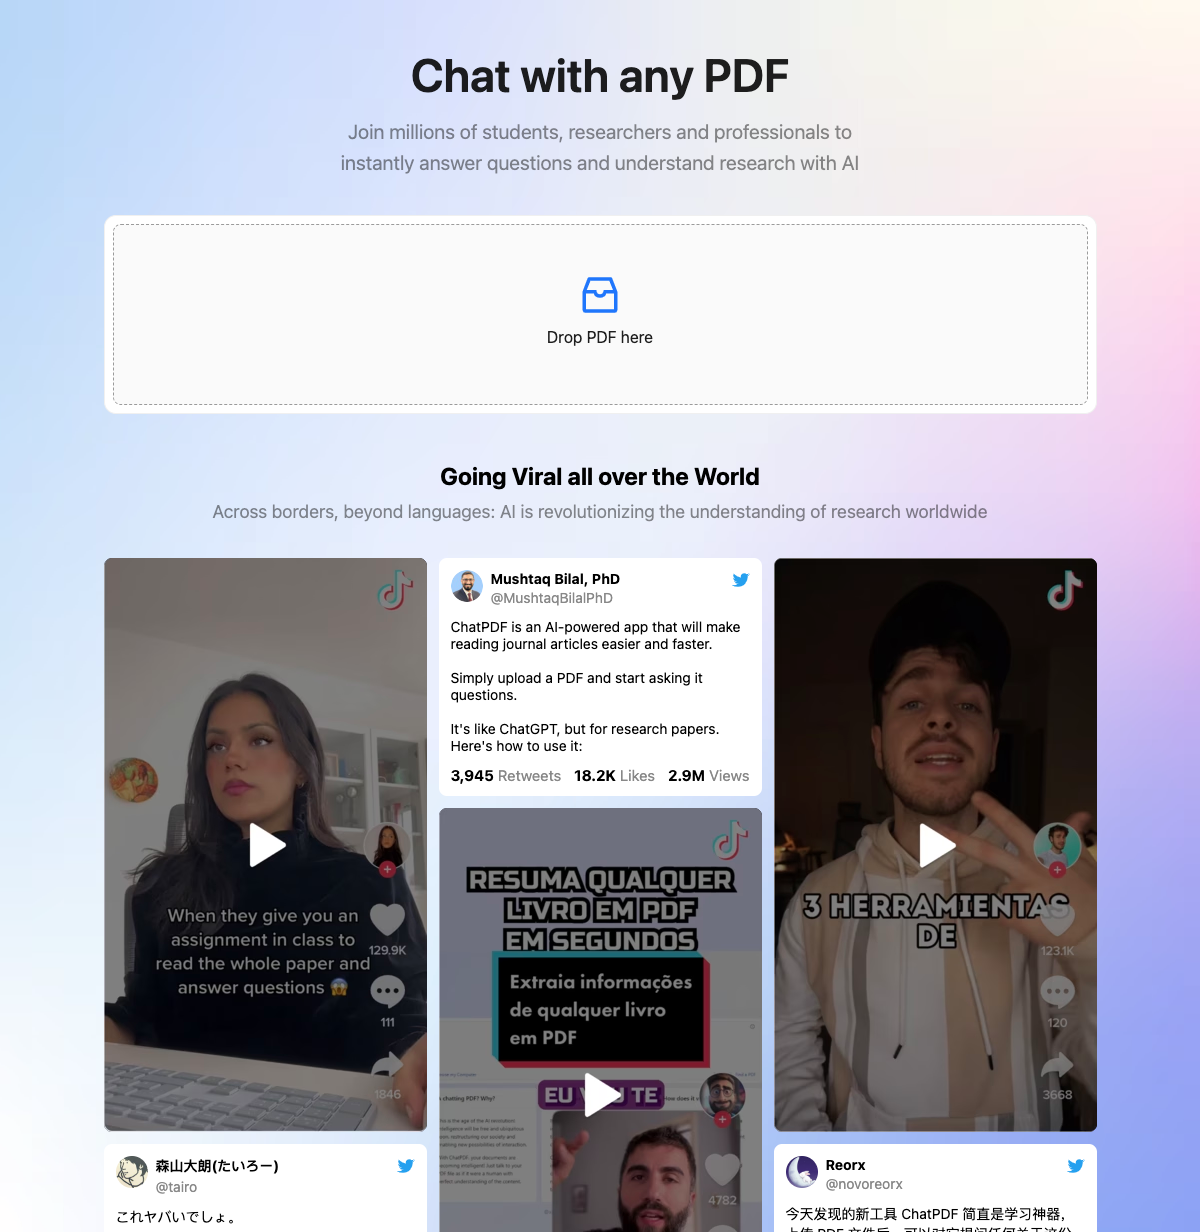 Chat with any PDF
Join millions of students, researchers and professionals to
instantly answer questions and understand research with AI
Drop PDF here
Going Viral all over the World
Across borders, beyond languages: AI is revolutionizing the understanding of research worldwide
When they give you an
assignment in class to
read the whole paper and
answer questions 😱
129.9K
111
1846
Mushtaq Bilal, PhD
@MushtaqBilalPhD
ChatPDF is an AI-powered app that will make
reading journal articles easier and faster.
Simply upload a PDF and start asking it
questions.
It's like ChatGPT, but for research papers.
Here's how to use it:
3,945 Retweets 18.2K Likes 2.9M Views
RESUMA QUALQUER
LIVRO EM PDF
EM SEGUNDOS
Extraia informações
de qualquer livro
em PDF
EU TE
4782
3 HERRAMIENTAS
DE
123.1K
120
3668
森山大朗(たいろー)
@tairo
これヤバいでしょ。
Reorx
@novoreorx
今天发现的新工具 ChatPDF 简直是学习神器，